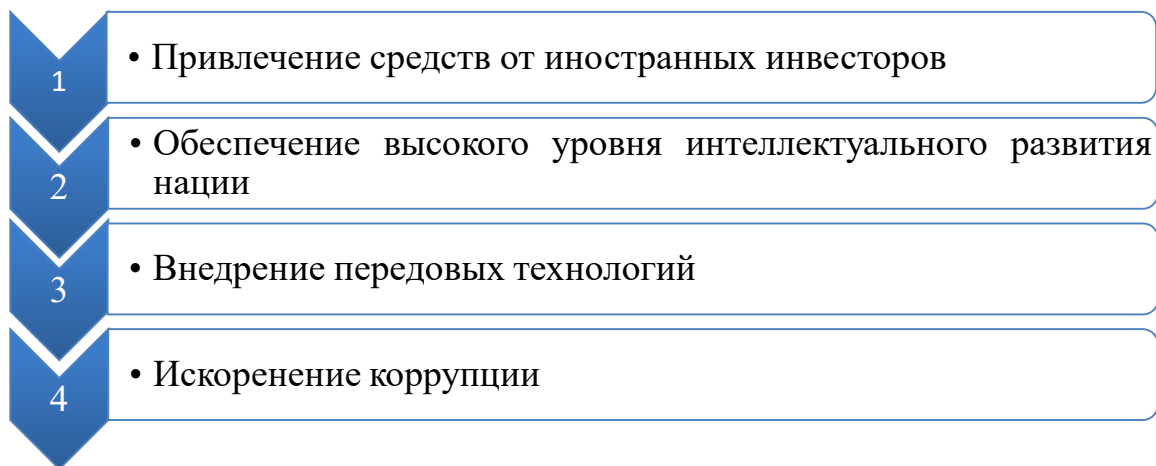 1
• Привлечение средств от иностранных инвесторов
2
• Обеспечение высокого уровня интеллектуального развития
нации
3
• Внедрение передовых технологий
4
• Искоренение коррупции